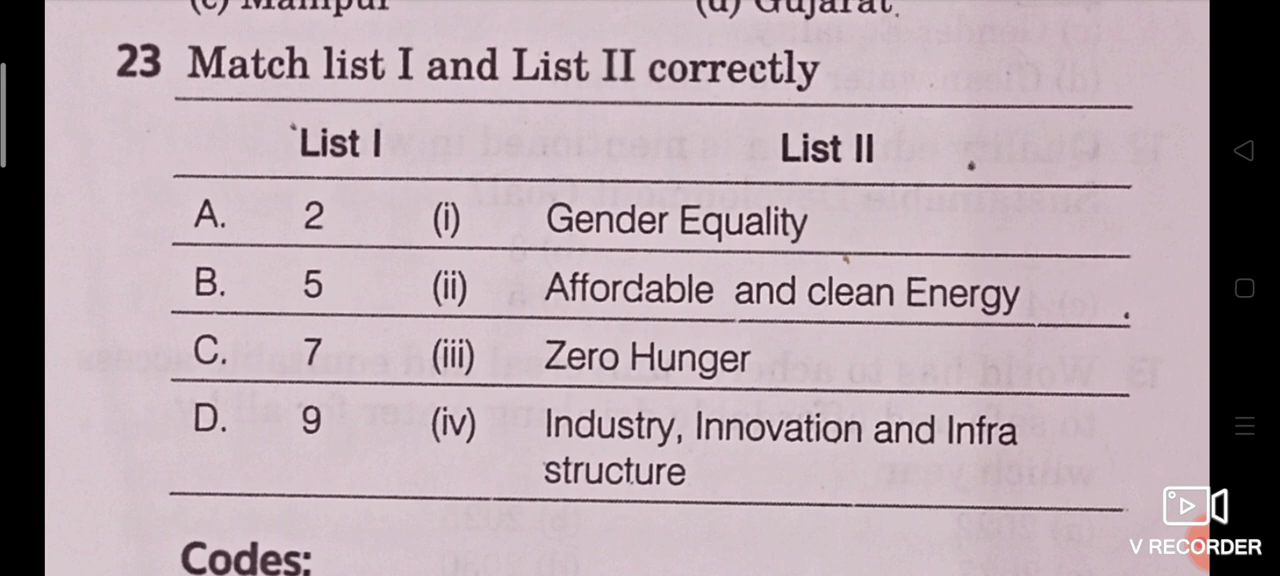 (c) Manipur (d) Gujarat
23 Match list I and List II correctly
List I List II
A. 2 (i) Gender Equality
B. 5 (ii) Affordable and clean Energy
C. 7 (iii) Zero Hunger
D. 9 (iv) Industry, Innovation and Infra
structure
Codes:
V RECORDER